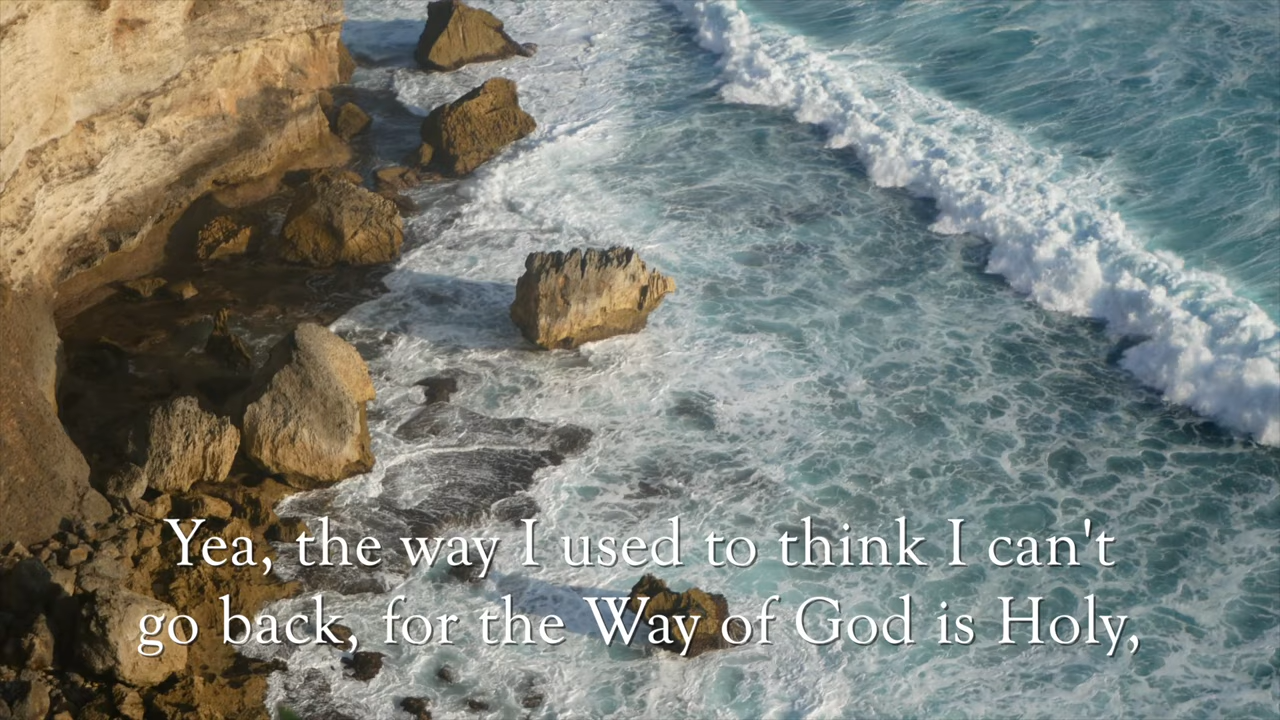 Yea, the way I used to think I can't
go back, for the Way of God is Holy,